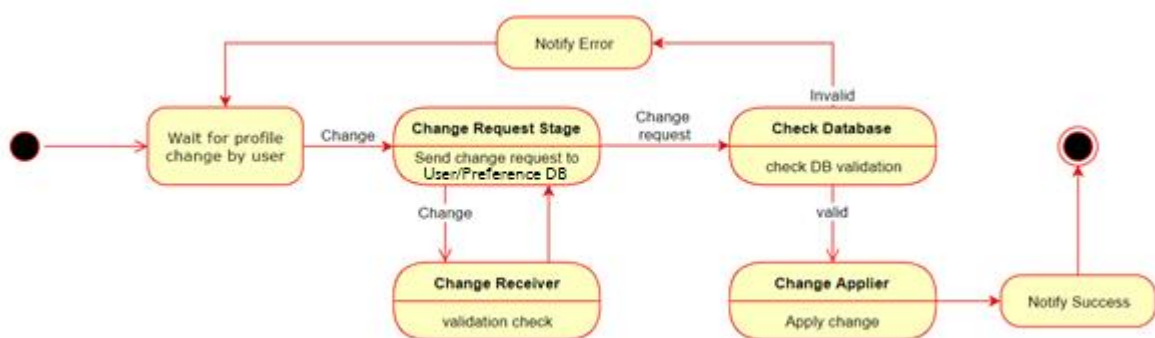 Notify Error
Invalid
Wait for profile
change by user
Change
Change Request Stage
Send change request to
User/Preference DB
Change
request
Check Database
check DB validation
Change
valid
Change Receiver
validation check
Change Applier
Apply change
Notify Success